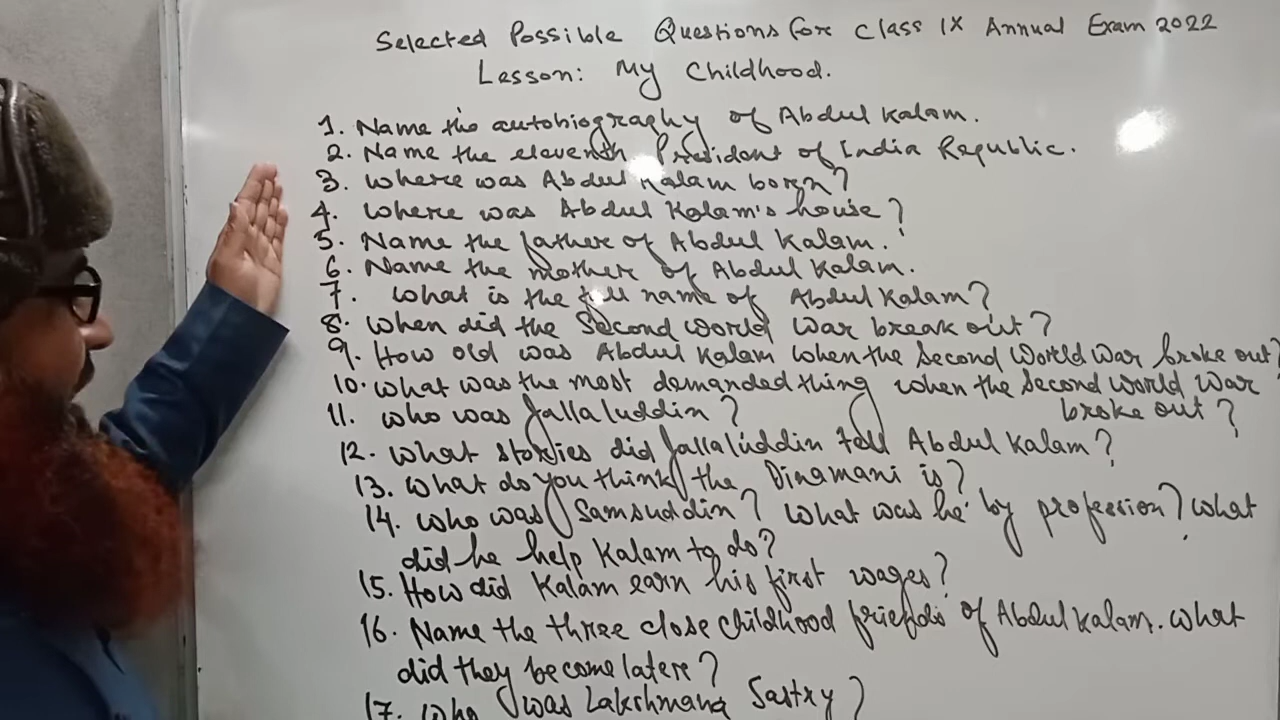 Selected Possible Questions for Class IX Annual Exam 2022
Lesson: My Childhood.
1. Name the autobiography of Abdul Kalam.
2. Name the eleventh President of India Republic.
3. Where was Abdul Kalam born?
4. Where was Abdul Kalam's house?
5. Name the father of Abdul Kalam.
6. Name the mother of Abdul Kalam.
7. What is the full name of Abdul Kalam?
8. When did the Second World War break out?
9. How old was Abdul Kalam when the Second World War broke out?
10. What was the most demanded thing when the Second World War
broke out?
11. Who was Jallaluddin?
12. What stories did Jallaluddin tell Abdul Kalam?
13. What do you think the Dinamani is?
14. Who was Samsuddin? What was he by profession? What
did he help Kalam to do?
15. How did Kalam earn his first wages?
16. Name the three close childhood friends of Abdul Kalam. What
did they become later?
17. Who was Lakshmana Sastry?